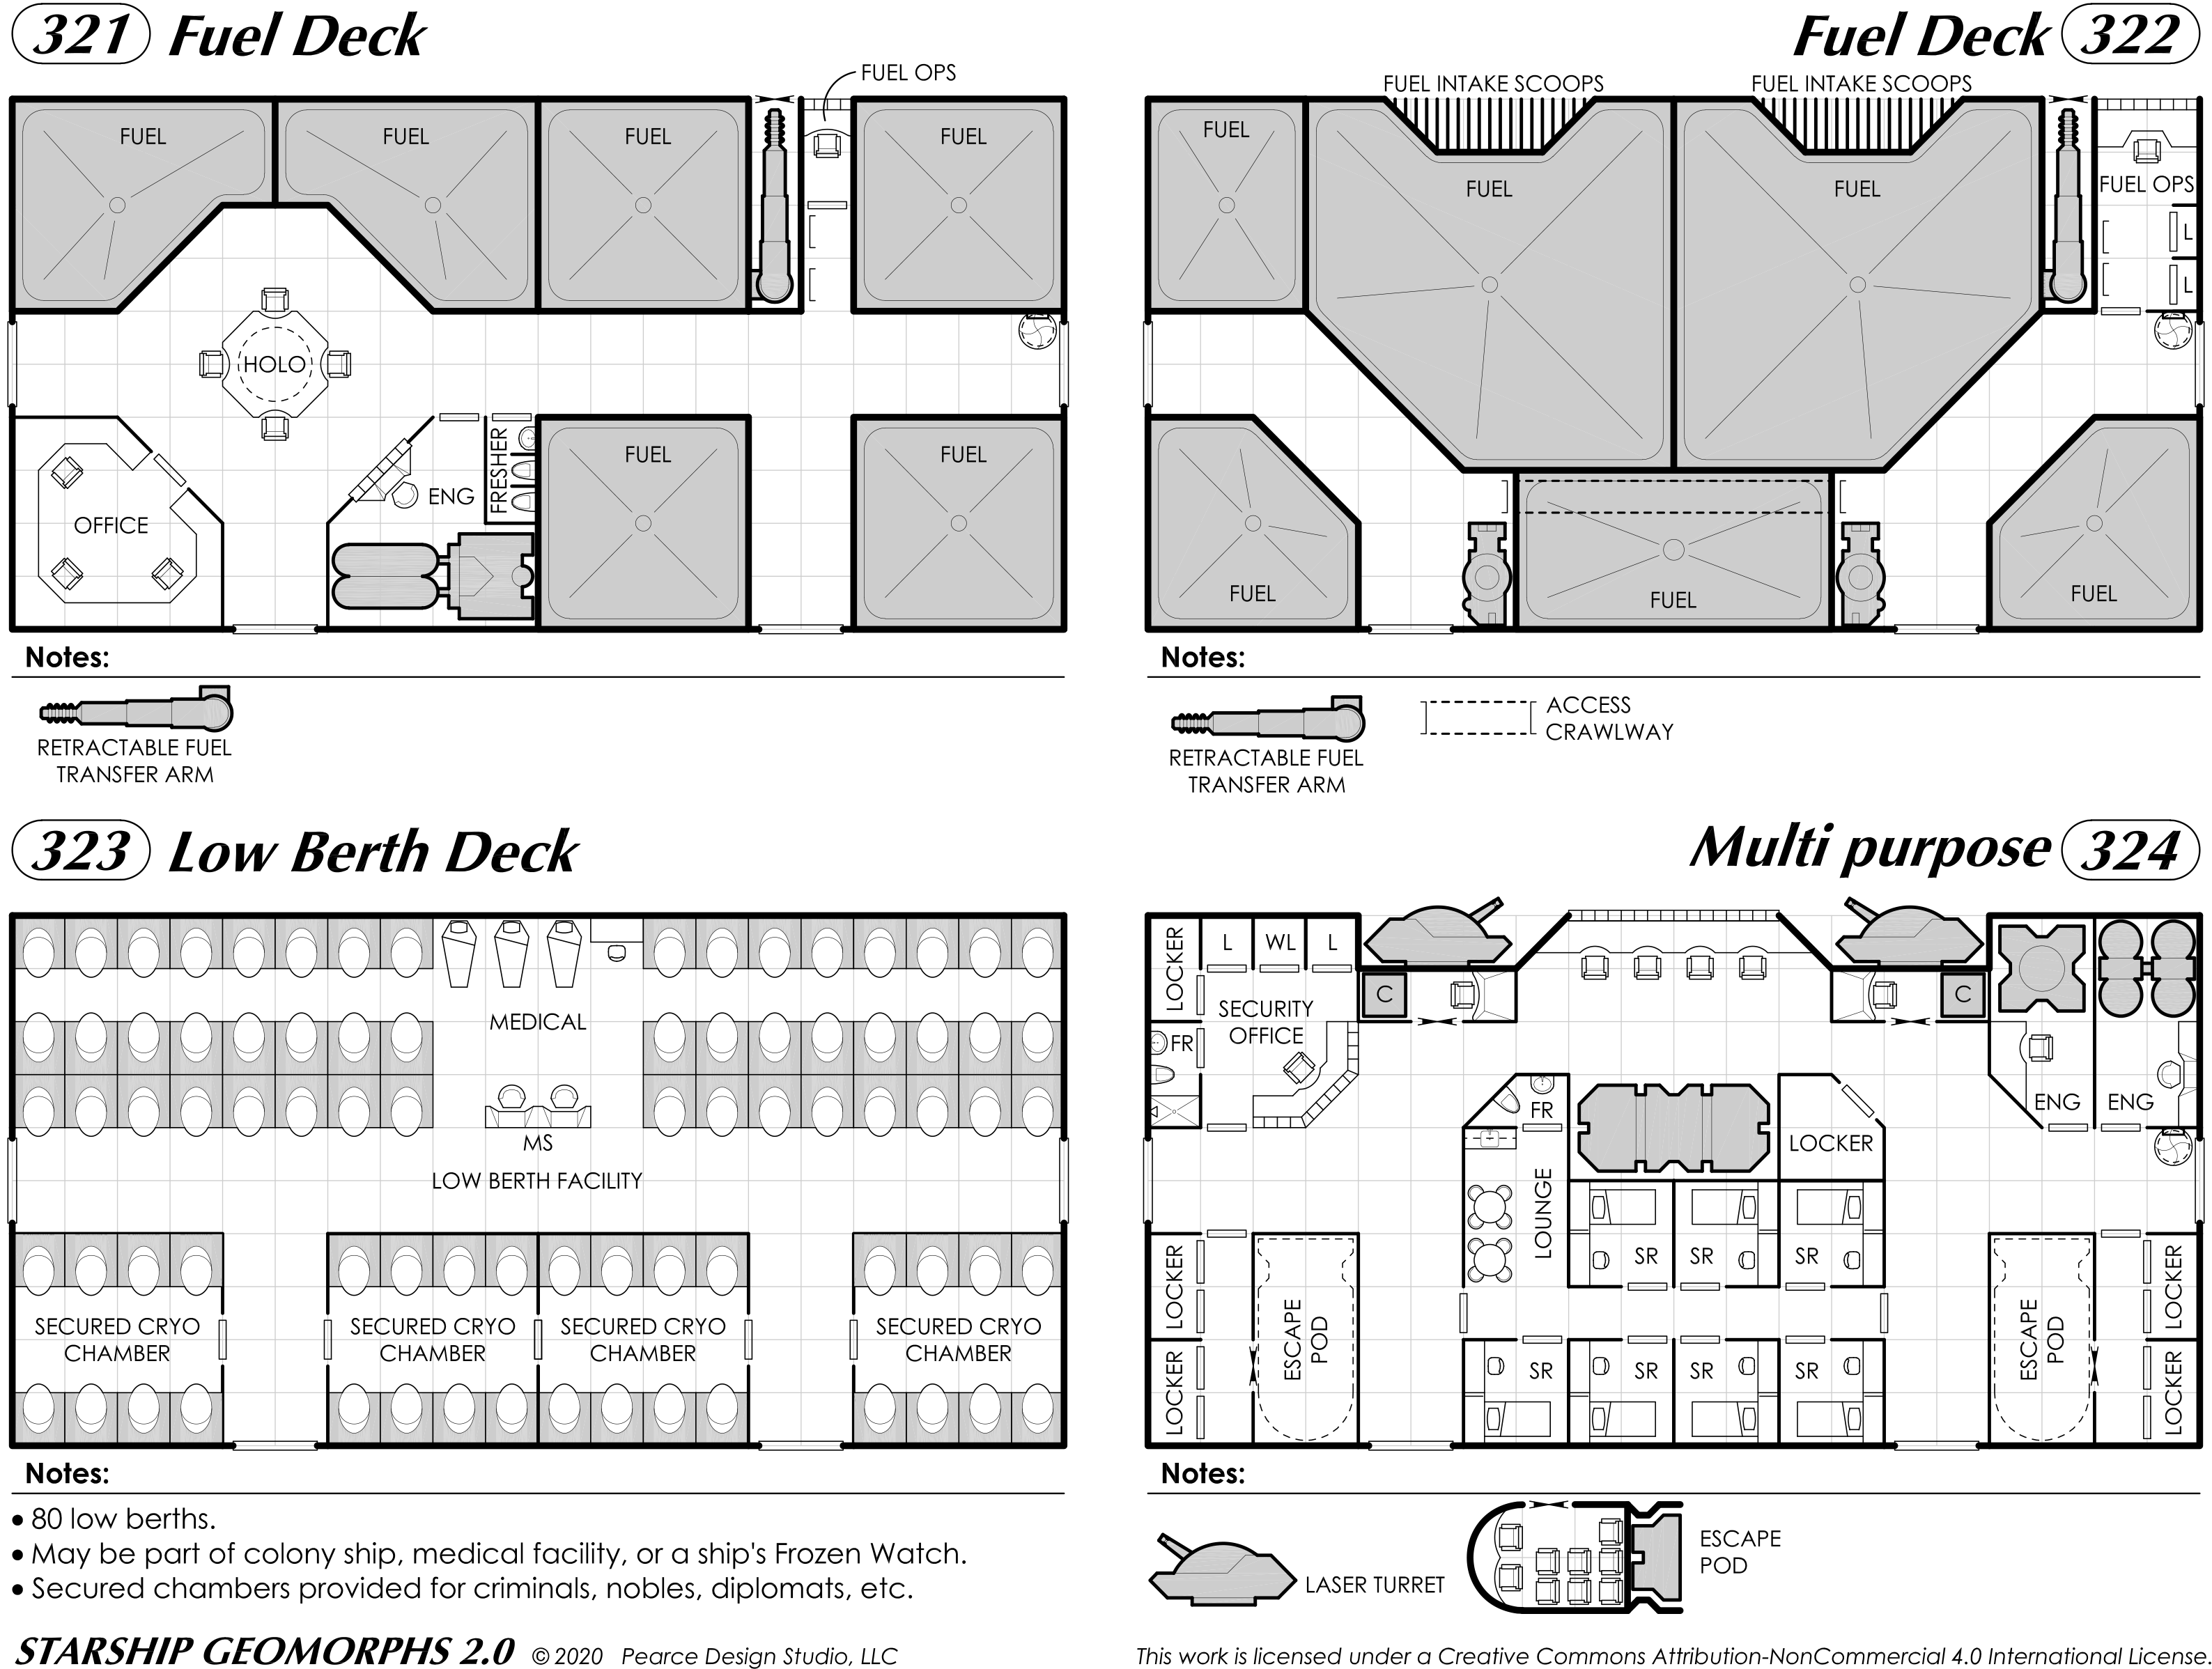 321 Fuel Deck
FUEL OPS
FUEL
FUEL
FUEL
FUEL
HOLO
OFFICE
ENG
FRESHER
FUEL
FUEL
Notes:
RETRACTABLE FUEL
TRANSFER ARM
Fuel Deck 322
FUEL INTAKE SCOOPS
FUEL INTAKE SCOOPS
FUEL
FUEL
FUEL
FUEL OPS
L
L
FUEL
FUEL
FUEL
Notes:
RETRACTABLE FUEL
TRANSFER ARM
ACCESS
CRAWLWAY
323 Low Berth Deck
MEDICAL
MS
LOW BERTH FACILITY
SECURED CRYO
CHAMBER
SECURED CRYO
CHAMBER
SECURED CRYO
CHAMBER
SECURED CRYO
CHAMBER
Notes:
• 80 low berths.
• May be part of colony ship, medical facility, or a ship's Frozen Watch.
• Secured chambers provided for criminals, nobles, diplomats, etc.
Multi purpose 324
LOCKER
L
WL
L
SECURITY
OFFICE
FR
C
C
ENG
ENG
FR
LOCKER
LOUNGE
SR
SR
SR
LOCKER
ESCAPE
POD
ESCAPE
POD
LOCKER
LOCKER
SR
SR
SR
SR
LOCKER
Notes:
LASER TURRET
ESCAPE
POD
STARSHIP GEOMORPHS 2.0 © 2020 Pearce Design Studio, LLC
This work is licensed under a Creative Commons Attribution-NonCommercial 4.0 International License.